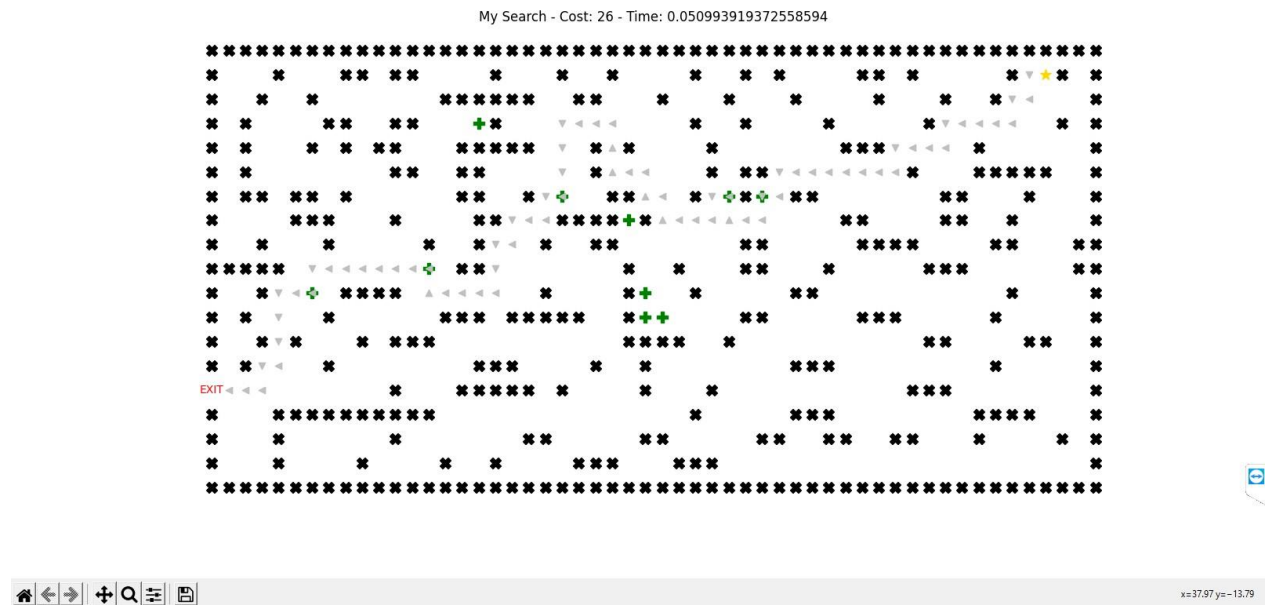 My Search - Cost: 26 - Time: 0.050993919372558594
EXIT
x=37.97 y=−13.79